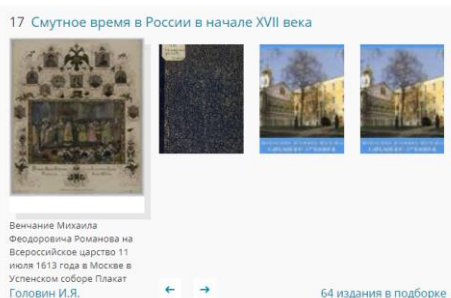 17 Смутное время в России в начале XVII века
Венчание Михаила
Феодоровича Романова на
Всероссийское царство 11
июля 1613 года в Москве в
Успенском соборе Плакат
Головин И.Я.
64 издания в подборке